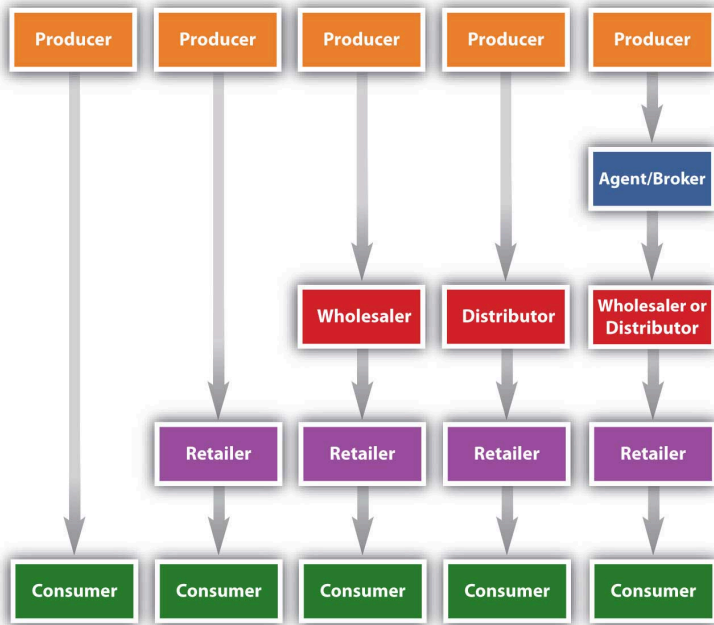 Producer
Producer
Producer
Producer
Producer
Agent/Broker
Wholesaler
Distributor
Wholesaler or
Distributor
Retailer
Retailer
Retailer
Retailer
Consumer
Consumer
Consumer
Consumer
Consumer